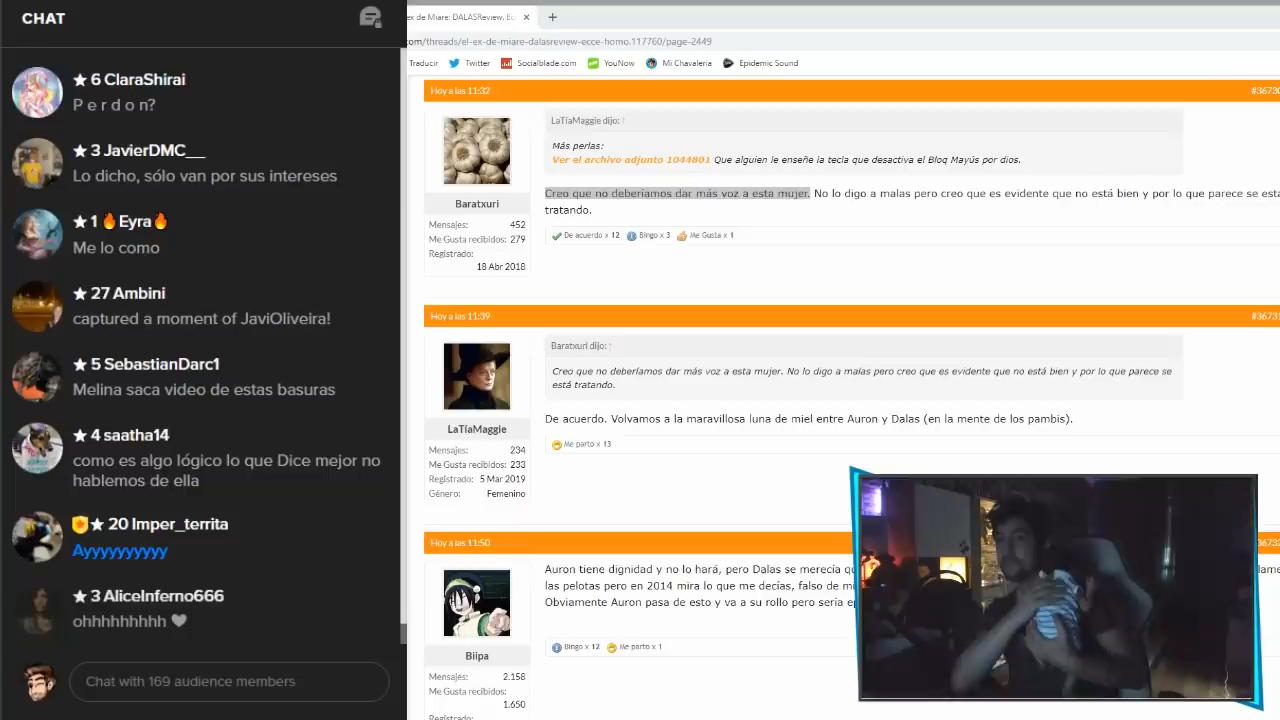 CHAT
★ 6 ClaraShirai
P e r d o n?
★ 3 JavierDMC__
Lo dicho, sólo van por sus intereses
★ 1 🔥Eyra🔥
Me lo como
★ 27 Ambini
captured a moment of JaviOliveira!
★ 5 SebastianDarc1
Melina saca video de estas basuras
★ 4 saatha14
como es algo lógico lo que Dice mejor no
hablemos de ella
★ 20 Imper_territa
Ayyyyyyyyyy
★ 3 AliceInferno666
ohhhhhhhhh
Chat with 169 audience members
ex de Miare: DALASReview. Ec
com/threads/el-ex-de-miare-dalasreview-ecce-homo.117760/page-2449
Traducir Twitter Socialblade.com YouNow Mi Chavaleria Epidemic Sound
Hoy a las 11:32 #36730
LaTíaMaggie dijo: ↑
Más perlas:
Ver el archivo adjunto 1044801 Que alguien le enseñe la tecla que desactiva el Bloq Mayús por dios.
Creo que no deberíamos dar más voz a esta mujer. No lo digo a malas pero creo que es evidente que no está bien y por lo que parece se está
tratando.
De acuerdo x 12 Bingo x 3 Me Gusta x 1
Baratxuri
Mensajes: 452
Me Gusta recibidos: 279
Registrado:
18 Abr 2018
Hoy a las 11:39 #36731
Baratxuri dijo: ↑
Creo que no deberíamos dar más voz a esta mujer. No lo digo a malas pero creo que es evidente que no está bien y por lo que parece se
está tratando.
De acuerdo. Volvamos a la maravillosa luna de miel entre Auron y Dalas (en la mente de los pambis).
Me parto x 13
LaTíaMaggie
Mensajes: 234
Me Gusta recibidos: 233
Registrado: 5 Mar 2019
Género: Femenino
Hoy a las 11:50 #36732
Auron tiene dignidad y no lo hará, pero Dalas se merecía
las pelotas pero en 2014 mira lo que me decías, falso de
Obviamente Auron pasa de esto y va a su rollo pero seria
Bingo x 12 Me parto x 1
Biipa
Mensajes: 2.158
Me Gusta recibidos:
1.650
Registrado: